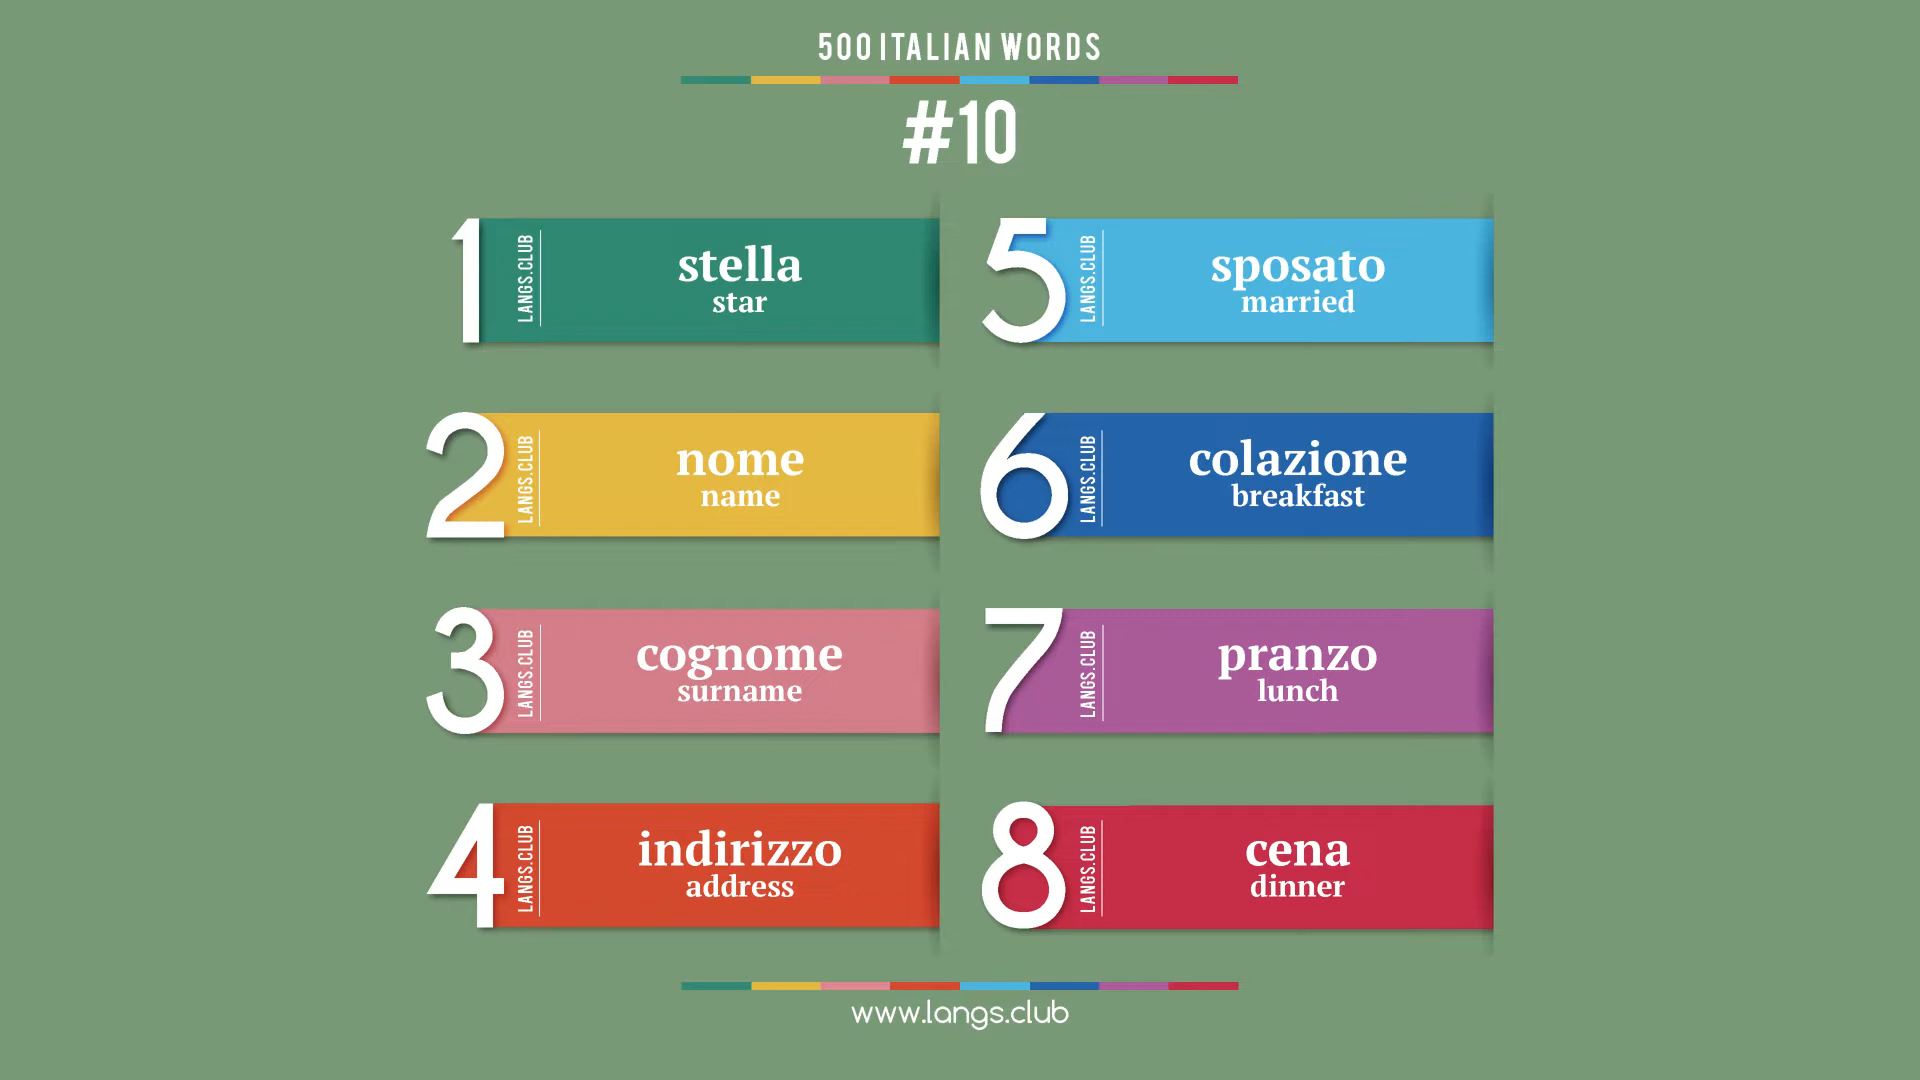 500 ITALIAN WORDS
#10
1
LANGS.CLUB
stella
star
2
LANGS.CLUB
nome
name
3
LANGS.CLUB
cognome
surname
4
LANGS.CLUB
indirizzo
address
5
LANGS.CLUB
sposato
married
6
LANGS.CLUB
colazione
breakfast
7
LANGS.CLUB
pranzo
lunch
8
LANGS.CLUB
cena
dinner
www.langs.club